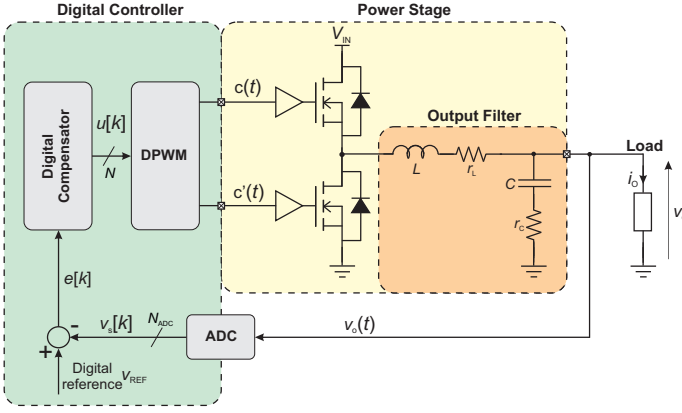 Digital Controller
Power Stage
V_IN
c(t)
u[k]
Digital
Compensator
DPWM
N
Output Filter
Load
L
r_L
C
i_O
r_C
v
c'(t)
e[k]
v_s[k]
N_ADC
ADC
v_o(t)
-
+
Digital
reference
v_REF